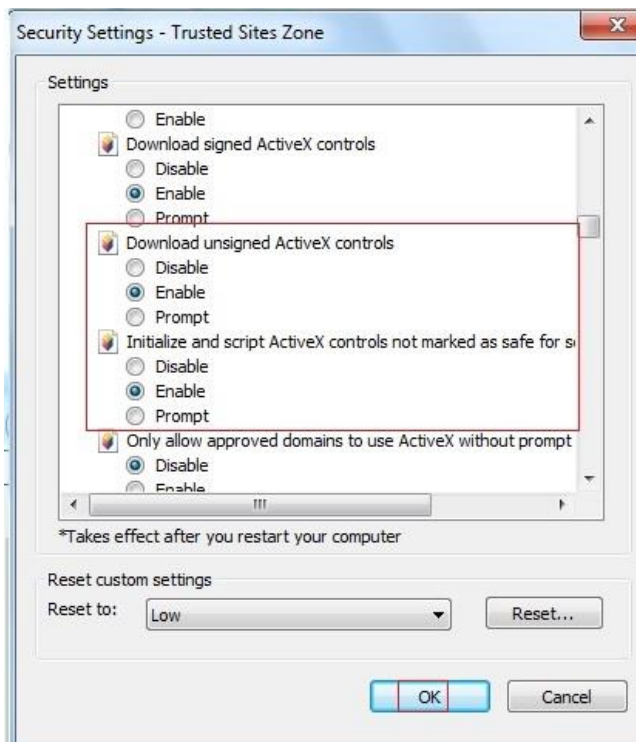 Security Settings - Trusted Sites Zone
Settings
Enable
Download signed ActiveX controls
Disable
Enable
Prompt
Download unsigned ActiveX controls
Disable
Enable
Prompt
Initialize and script ActiveX controls not marked as safe for
Disable
Enable
Prompt
Only allow approved domains to use ActiveX without prompt
Disable
Enable
*Takes effect after you restart your computer
Reset custom settings
Reset to:
Low
Reset...
OK
Cancel